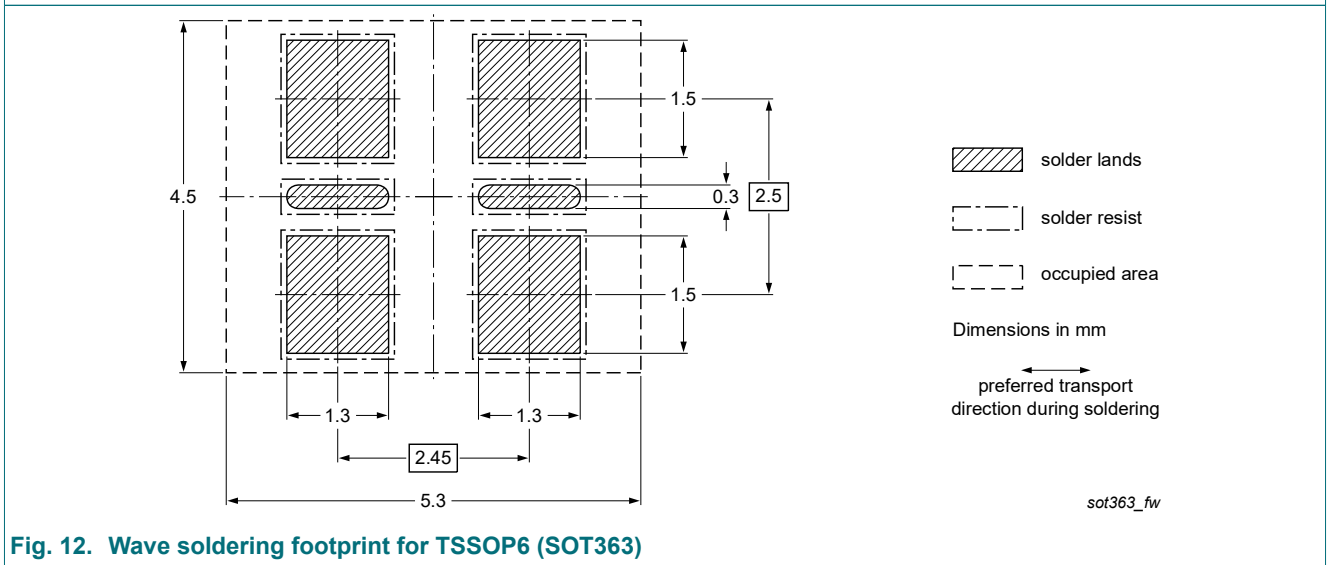 1.5
4.5
0.3
2.5
1.5
1.3
1.3
2.45
5.3
solder lands
solder resist
occupied area
Dimensions in mm
preferred transport
direction during soldering
sot363_fw
Fig. 12. Wave soldering footprint for TSSOP6 (SOT363)